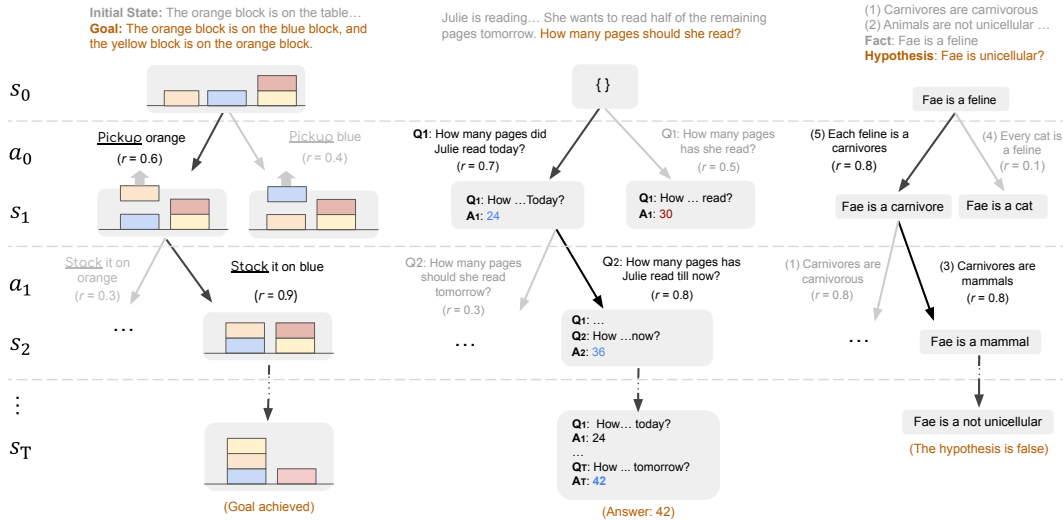 Initial State: The orange block is on the table…
Goal: The orange block is on the blue block, and
the yellow block is on the orange block.
Julie is reading… She wants to read half of the remaining
pages tomorrow. How many pages should she read?
(1) Carnivores are carnivorous
(2) Animals are not unicellular …
Fact: Fae is a feline
Hypothesis: Fae is unicellular?
s0
{ }
Fae is a feline
a0
Pickup orange
(r = 0.6)
Pickup blue
(r = 0.4)
Q1: How many pages did
Julie read today?
(r = 0.7)
Q1: How many pages
has she read?
(r = 0.5)
(5) Each feline is a
carnivores
(r = 0.8)
(4) Every cat is
a feline
(r = 0.1)
s1
Q1: How …Today?
A1: 24
Q1: How … read?
A1: 30
Fae is a carnivore
Fae is a cat
a1
Stack it on
orange
(r = 0.3)
Stack it on blue
(r = 0.9)
Q2: How many pages
should she read
tomorrow?
(r = 0.3)
Q2: How many pages has
Julie read till now?
(r = 0.8)
(1) Carnivores are
carnivorous
(r = 0.8)
(3) Carnivores are
mammals
(r = 0.8)
s2
…
…
Q1: …
Q2: How …now?
A2: 36
…
Fae is a mammal
⋮
sT
(Goal achieved)
Q1: How… today?
A1: 24
…
QT: How ... tomorrow?
AT: 42
(Answer: 42)
Fae is a not unicellular
(The hypothesis is false)